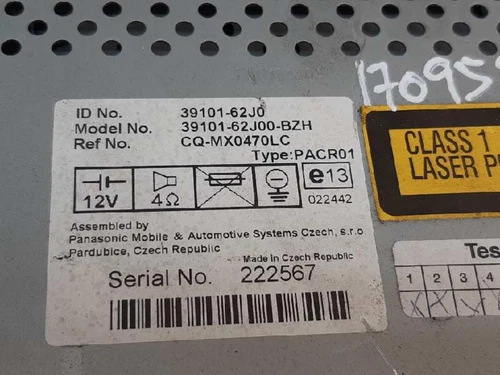 170959
ID No. 39101-62J0
Model No. 39101-62J00-BZH
Ref No. CQ-MX0470LC
Type:PACR01
12V 4Ω e13
022442
Assembled by
Panasonic Mobile & Automotive Systems Czech, s.r.o.
Pardubice, Czech Republic
Made in Czech Republic
Serial No. 222567
CLASS 1
LASER
Tes
1 2 3 4
X X X X